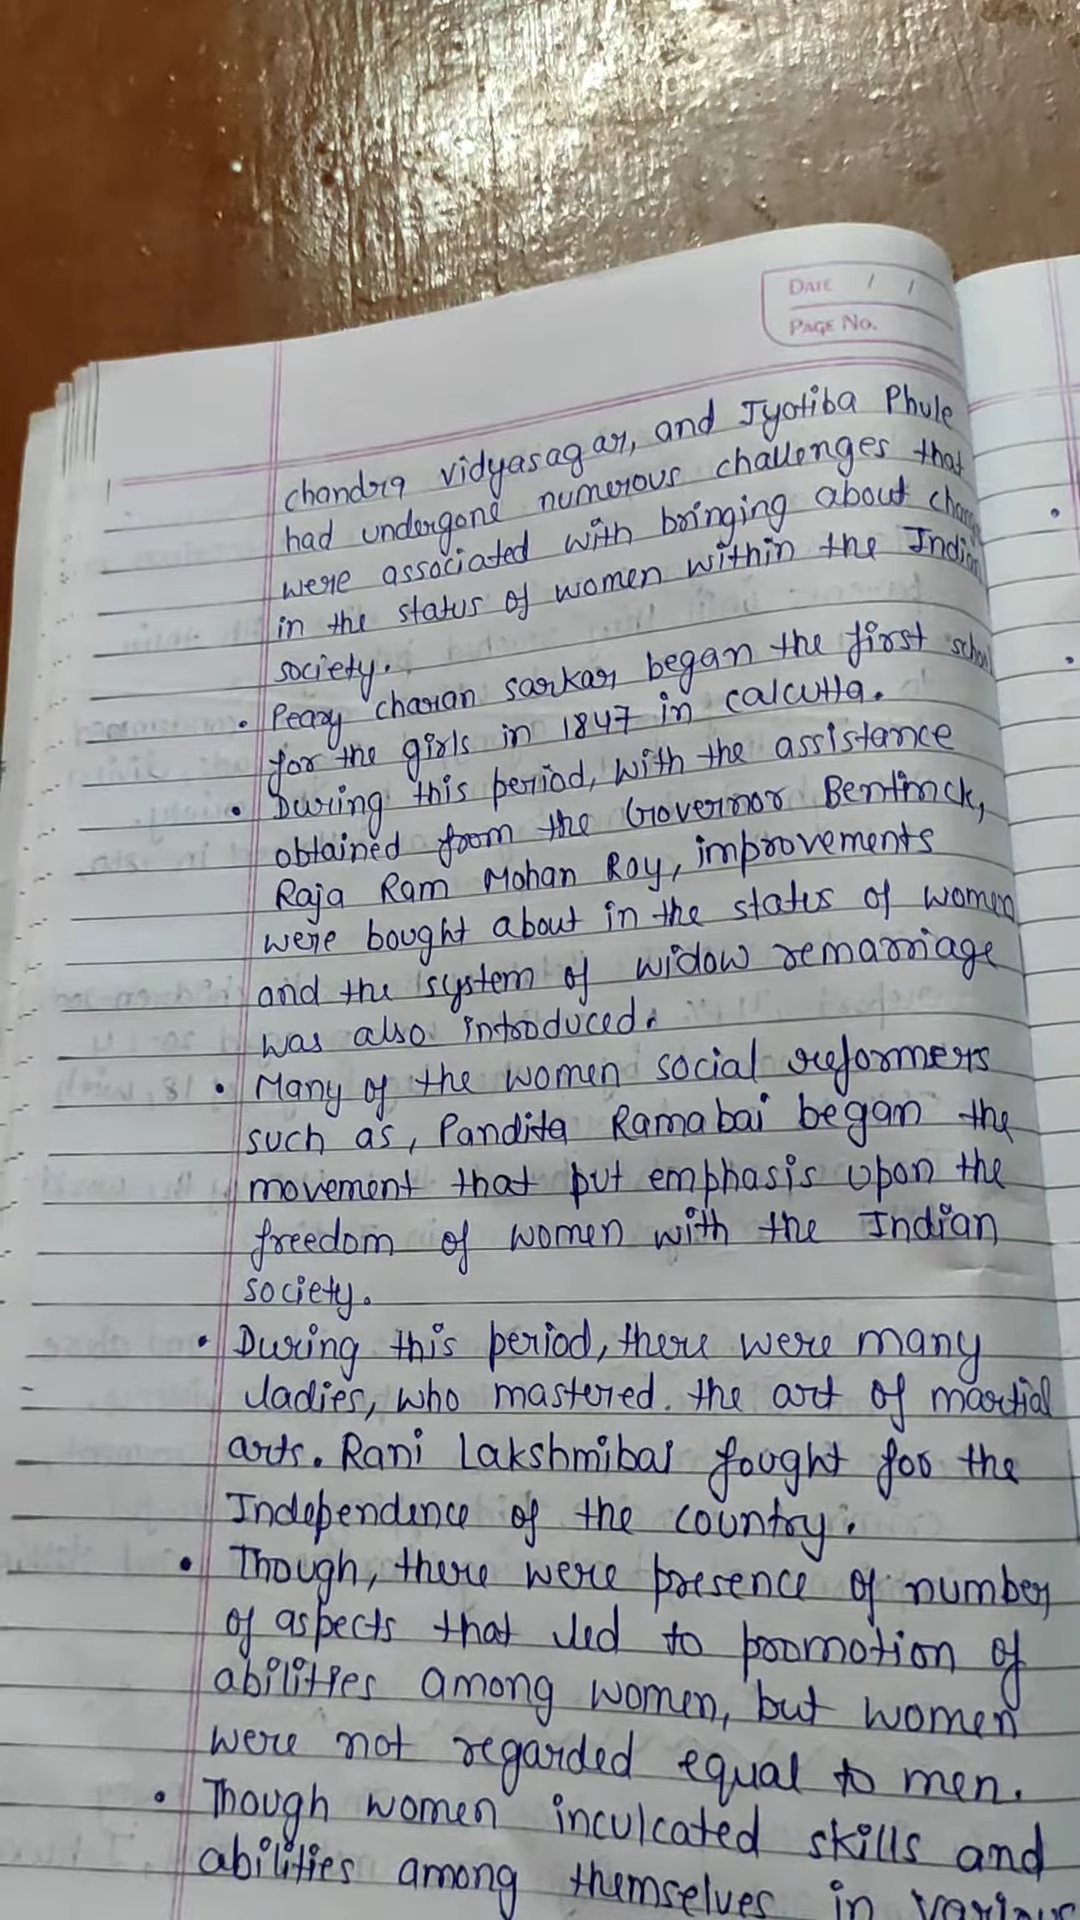 DATE / /
PAGE No.
chandra vidyasagar, and Jyotiba Phule
had undergone numerous challenges that
were associated with bringing about
in the status of women within the Indian
society.
• Peary charan sarkar began the first school
for the girls in 1847 in calcutta.
• During this period, with the assistance
obtained from the Governor Bentinck,
Raja Ram Mohan Roy, improvements
were bought about in the status of women
and the system of widow remarriage
was also introduced.
• Many of the women social reformers
such as, Pandita Ramabai began the
movement that put emphasis upon the
freedom of women with the Indian
society.
• During this period, there were many
ladies, who mastered. the art of martial
arts. Rani Lakshmibai fought for the
Independence of the country.
• Though, there were presence of number
of aspects that led to promotion of
abilities among women, but women
were not regarded equal to men.
• Though women inculcated skills and
abilities among themselves in various